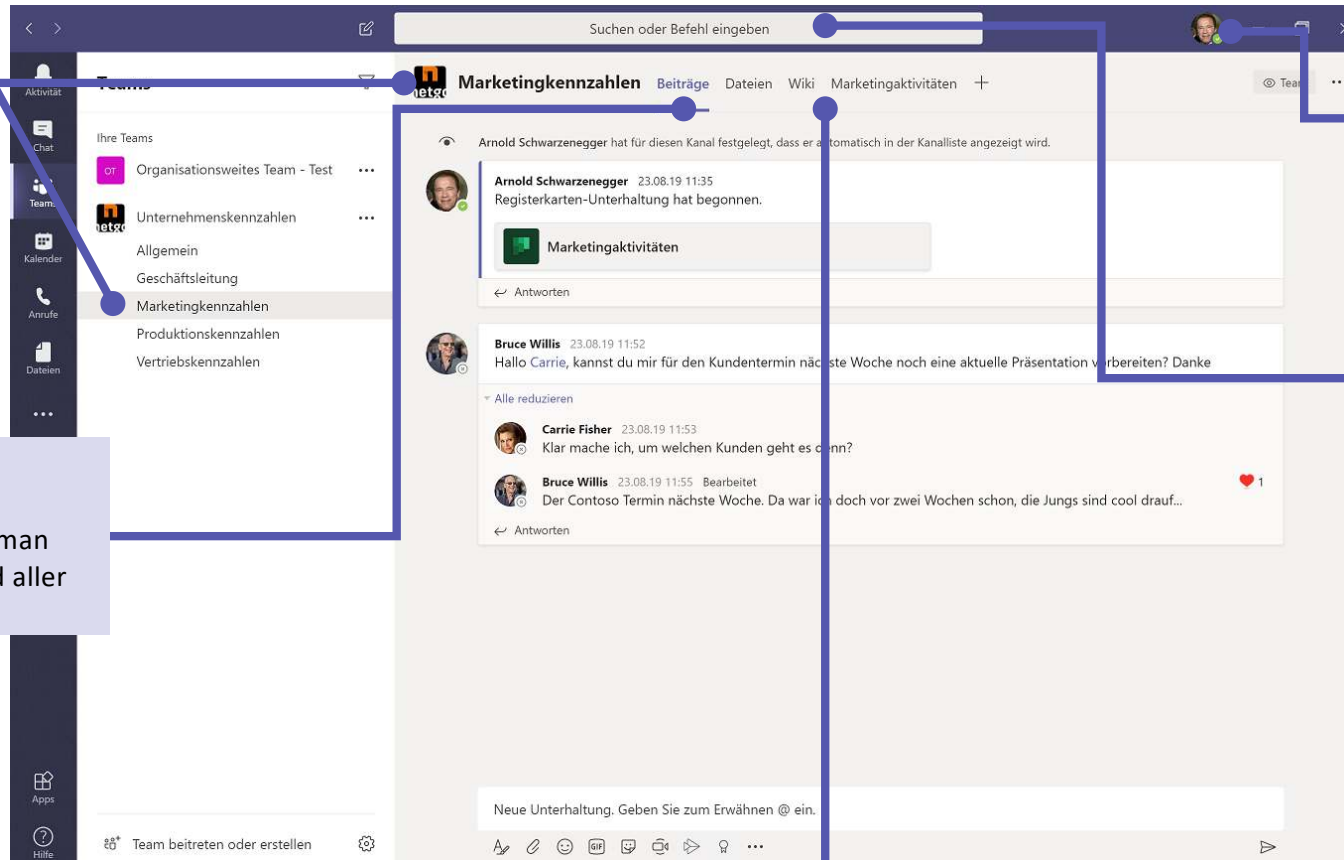 Suchen oder Befehl eingeben
Aktivität
Chat
Teams
Kalender
Anrufe
Dateien
Apps
Hilfe
man
aller
Teams
Ihre Teams
OT Organisationsweites Team - Test
netgo Unternehmenskennzahlen
Allgemein
Geschäftsleitung
Marketingkennzahlen
Produktionskennzahlen
Vertriebskennzahlen
Team beitreten oder erstellen
netgo Marketingkennzahlen Beiträge Dateien Wiki Marketingaktivitäten + Team
Arnold Schwarzenegger hat für diesen Kanal festgelegt, dass er automatisch in der Kanalliste angezeigt wird.
Arnold Schwarzenegger 23.08.19 11:35
Registerkarten-Unterhaltung hat begonnen.
Marketingaktivitäten
Antworten
Bruce Willis 23.08.19 11:52
Hallo Carrie, kannst du mir für den Kundentermin nächste Woche noch eine aktuelle Präsentation vorbereiten? Danke
Alle reduzieren
Carrie Fisher 23.08.19 11:53
Klar mache ich, um welchen Kunden geht es denn?
Bruce Willis 23.08.19 11:55 Bearbeitet
1
Der Contoso Termin nächste Woche. Da war ich doch vor zwei Wochen schon, die Jungs sind cool drauf...
Antworten
Neue Unterhaltung. Geben Sie zum Erwähnen @ ein.
GIF